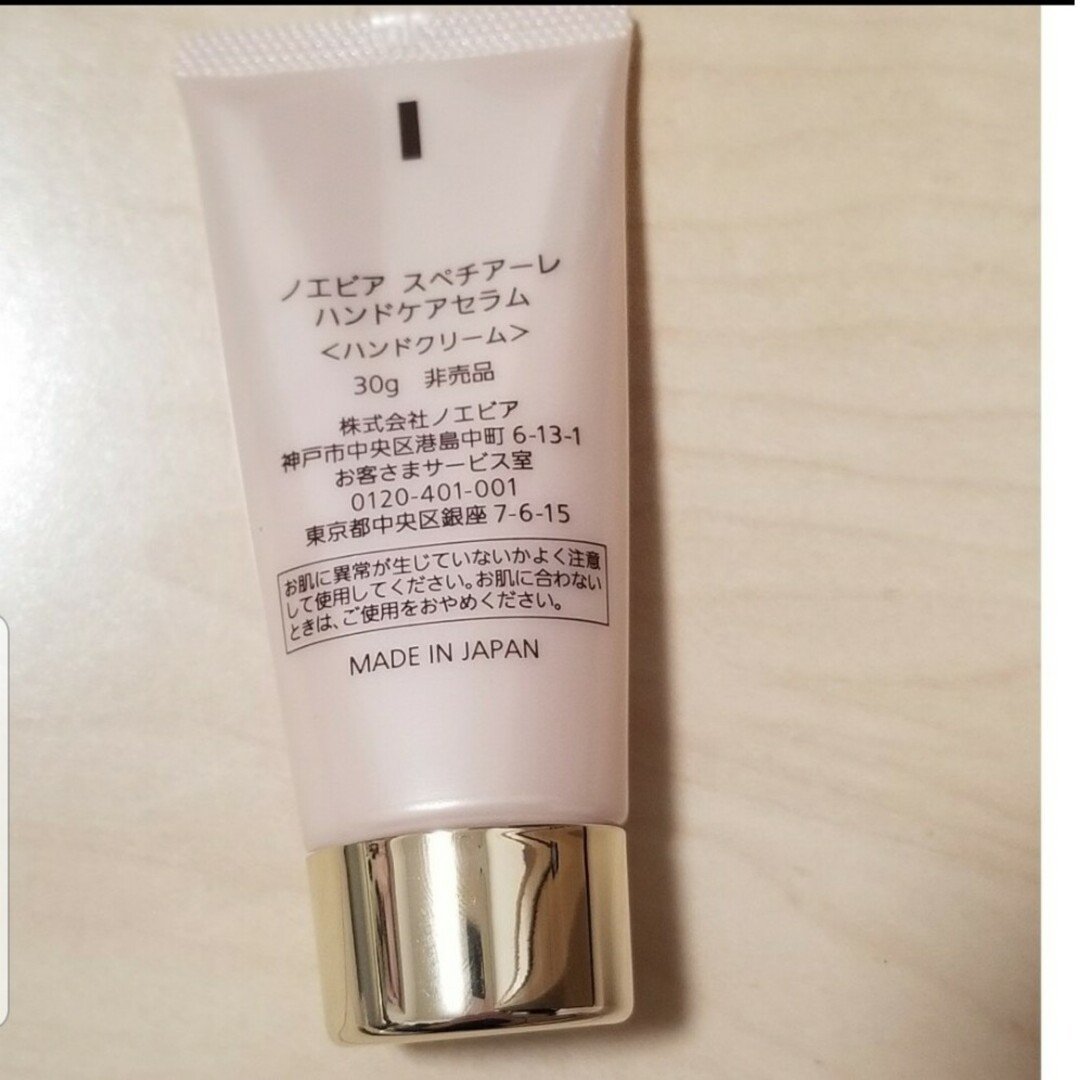 ノエビア スペチアーレ
ハンドケアセラム
＜ハンドクリーム＞
30g 非売品
株式会社ノエビア
神戸市中央区港島中町 6-13-1
お客さまサービス室
0120-401-001
東京都中央区銀座 7-6-15
お肌に異常が生じていないかよく注意
して使用してください。お肌に合わない
ときは、ご使用をおやめください。
MADE IN JAPAN